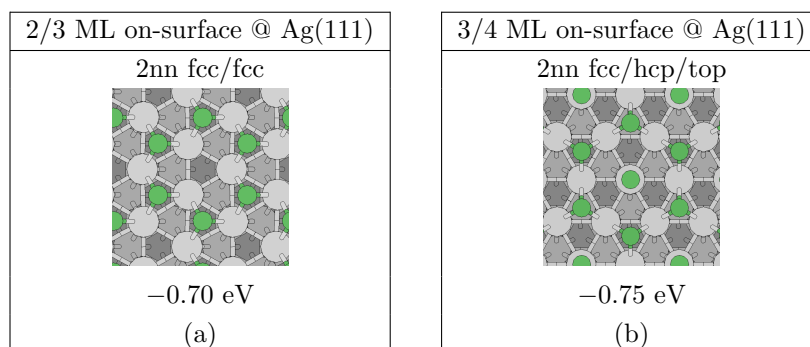 2/3 ML on-surface @ Ag(111)
2nn fcc/fcc
−0.70 eV
(a)
3/4 ML on-surface @ Ag(111)
2nn fcc/hcp/top
−0.75 eV
(b)